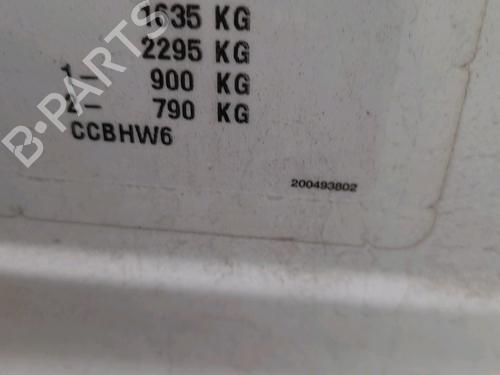 1635 KG
2295 KG
1– 900 KG
2– 790 KG
CCBHW6
200493802
B-PARTS